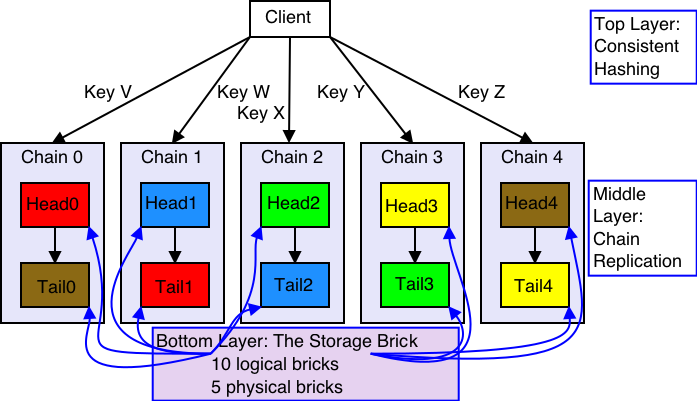 Client
Top Layer:
Consistent
Hashing
Key V
Key W
Key X
Key Y
Key Z
Chain 0
Chain 1
Chain 2
Chain 3
Chain 4
Head0
Head1
Head2
Head3
Head4
Middle
Layer:
Chain
Replication
Tail0
Tail1
Tail2
Tail3
Tail4
Bottom Layer: The Storage Brick
10 logical bricks
5 physical bricks